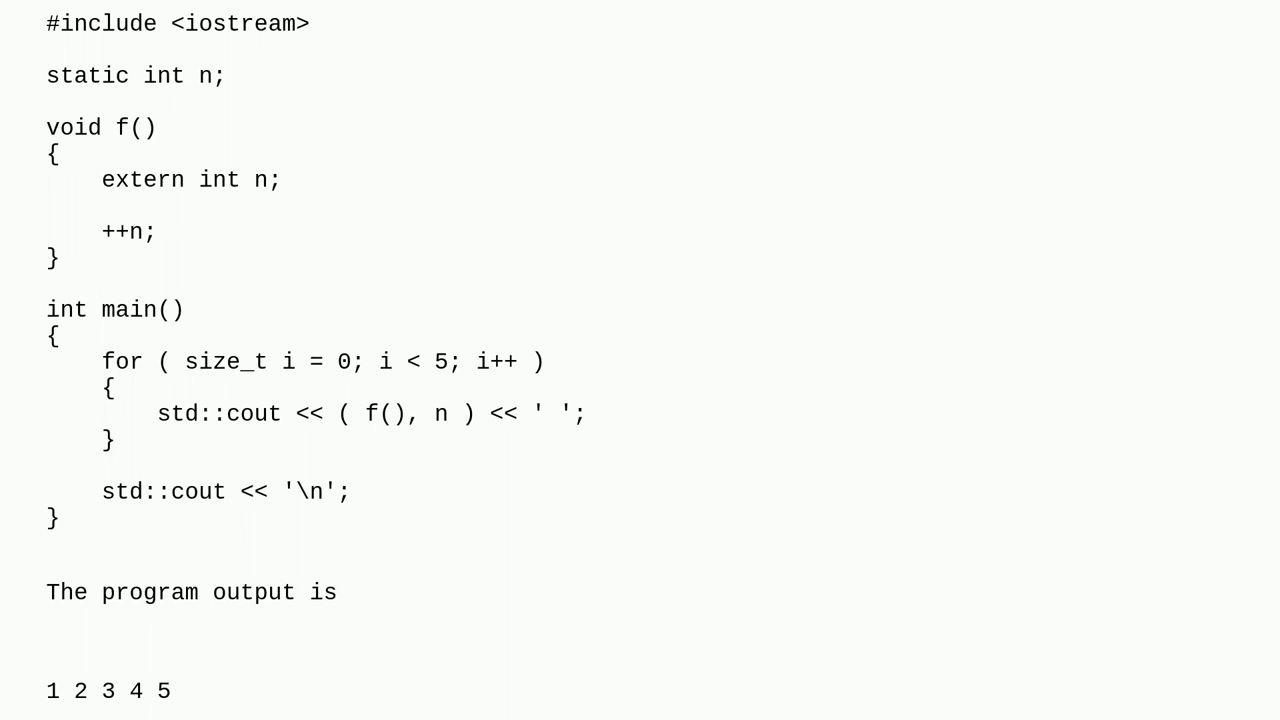 #include <iostream>
static int n;
void f()
{
    extern int n;
    ++n;
}
int main()
{
    for ( size_t i = 0; i < 5; i++ )
    {
        std::cout << ( f(), n ) << ' ';
    }
    std::cout << '\n';
}
The program output is
1 2 3 4 5